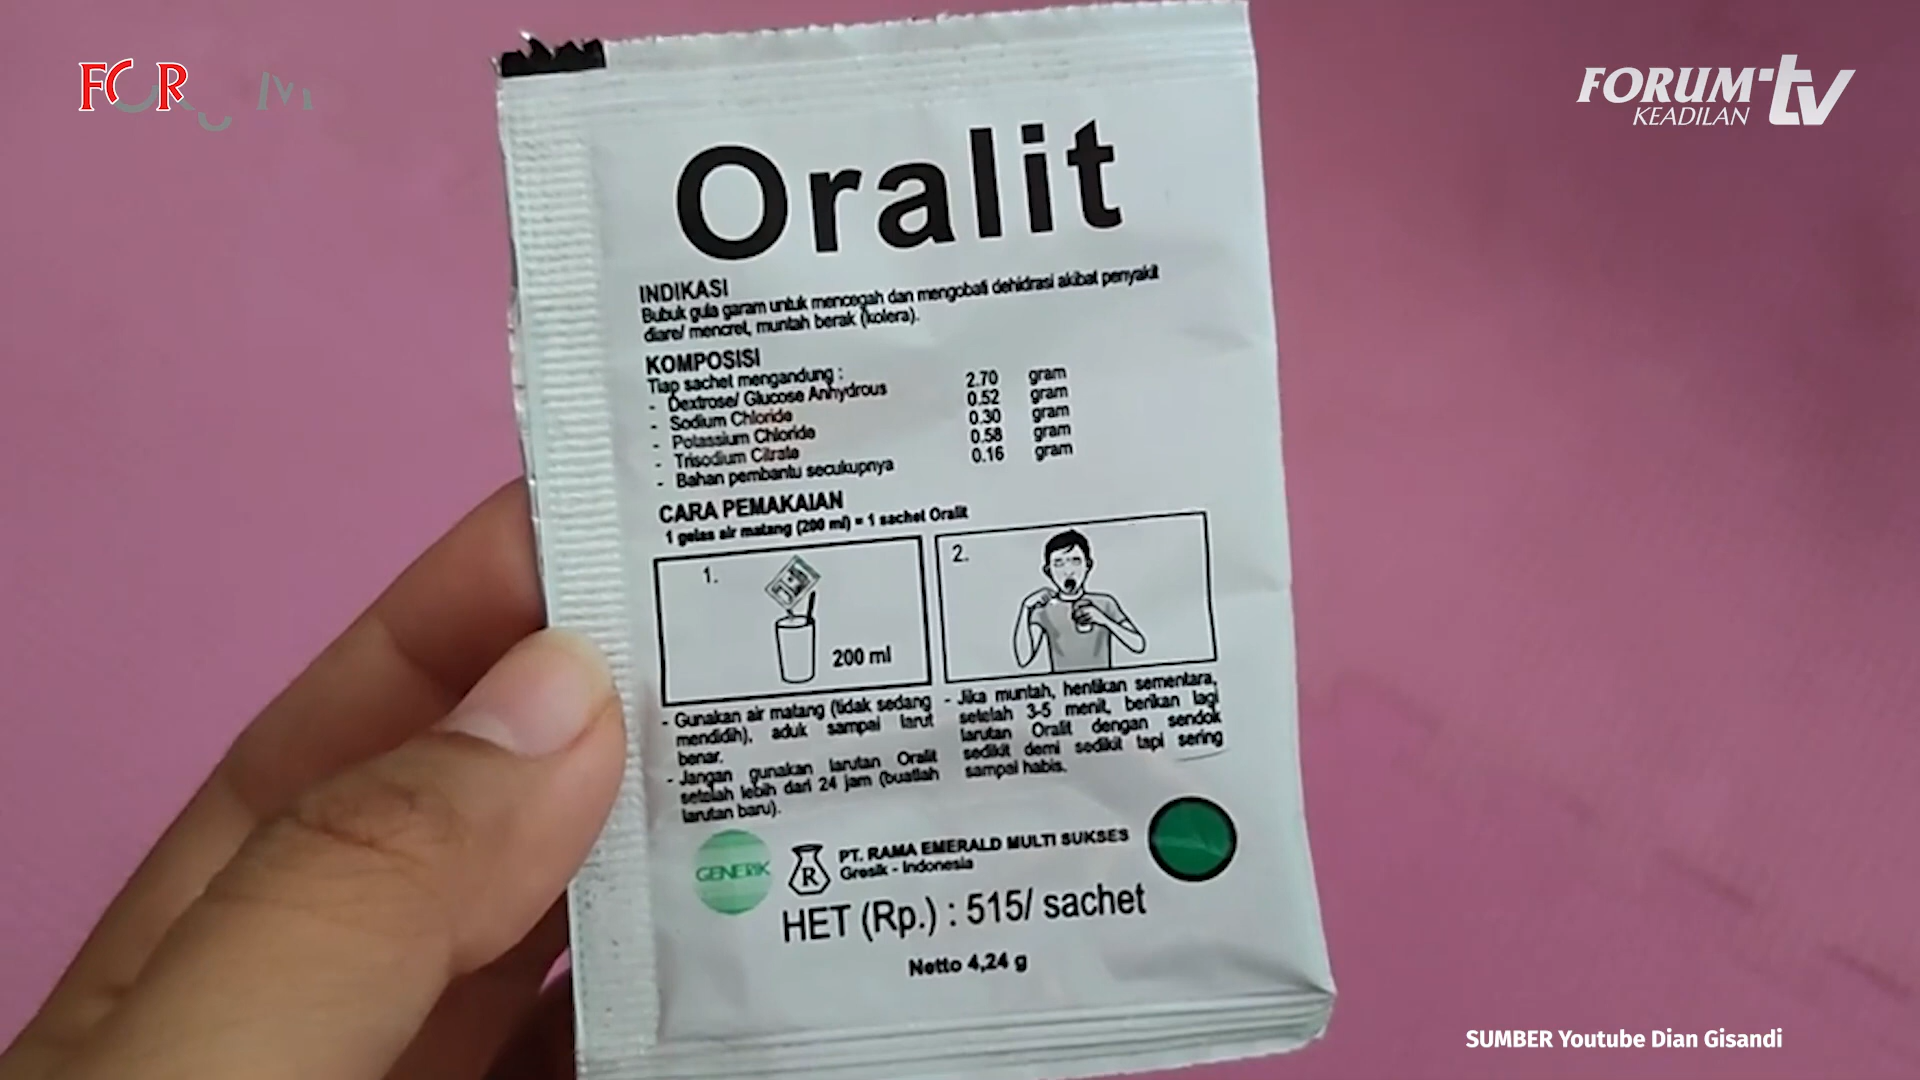 FORUM
KEADILAN
tv
Oralit
INDIKASI
Bubuk gula garam untuk mencegah dan mengobati dehidrasi akibat penyakit
diare/ mencret, muntah berak (kolera).
KOMPOSISI
Tiap sachet mengandung :
- Dextrose/ Glucose Anhydrous 2.70 gram
- Sodium Chloride 0.52 gram
- Potassium Chloride 0.30 gram
- Trisodium Citrate 0.58 gram
- Bahan pembantu secukupnya 0.16 gram
CARA PEMAKAIAN
1 gelas air matang (200 ml) = 1 sachet Oralit
1.
200 ml
2.
- Gunakan air matang (tidak sedang
mendidih), aduk sampai larut
benar.
- Jangan gunakan larutan Oralit
setelah lebih dari 24 jam (buatlah
larutan baru).
- Jika muntah, hentikan sementara,
setelah 3-5 menit, berikan lagi
larutan Oralit dengan sendok
sedikit demi sedikit tapi sering
sampai habis.
GENERIK
R
PT. RAMA EMERALD MULTI SUKSES
Gresik - Indonesia
HET (Rp.) : 515/ sachet
Netto 4,24 g
SUMBER Youtube Dian Gisandi